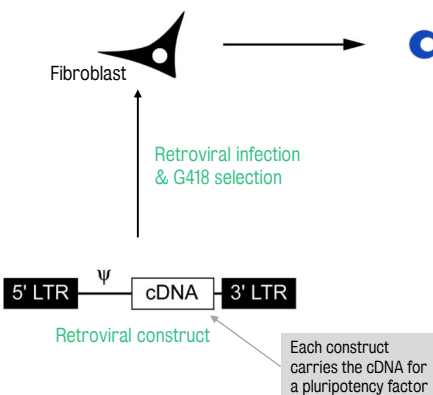 Fibroblast
Retroviral infection
& G418 selection
ψ
5' LTR
cDNA
3' LTR
Retroviral construct
Each construct
carries the cDNA for
a pluripotency factor